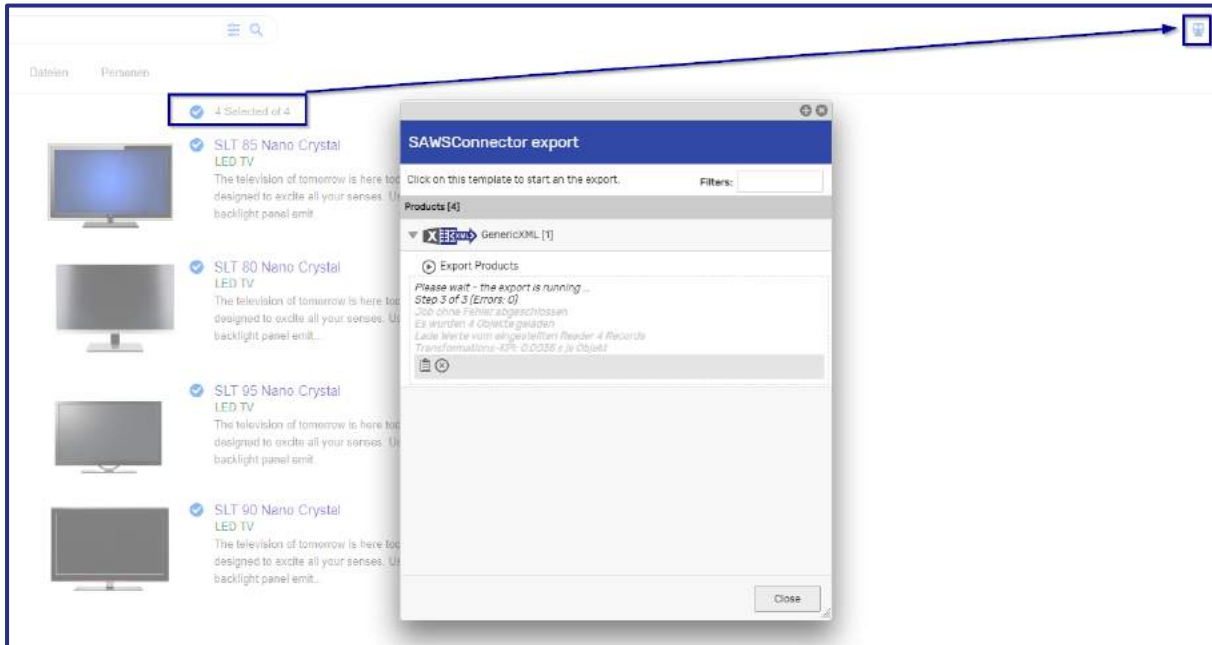 Dateien Personen
4 Selected of 4
SLT 85 Nano Crystal
LED TV
The television of tomorrow is here
designed to excite all your senses.
backlight panel emit.
SLT 80 Nano Crystal
LED TV
The television of tomorrow is here
designed to excite all your senses.
backlight panel emit...
SLT 95 Nano Crystal
LED TV
The television of tomorrow is here
designed to excite all your senses.
backlight panel emit.
SLT 90 Nano Crystal
LED TV
The television of tomorrow is here
designed to excite all your senses.
backlight panel emit.
SAWSConnector export
Click on this template to start an the export.
Filters:
Products [4]
GenericXML [1]
Export Products
Please wait - the export is running ...
Step 3 of 3 (Errors: 0)
Job ohne Fehler abgeschlossen
Es wurden 4 Objekte geladen
Lade Werte vom eingestellten Reader 4 Records
Transformations-KPI: 0.0036 s je Objekt
Close